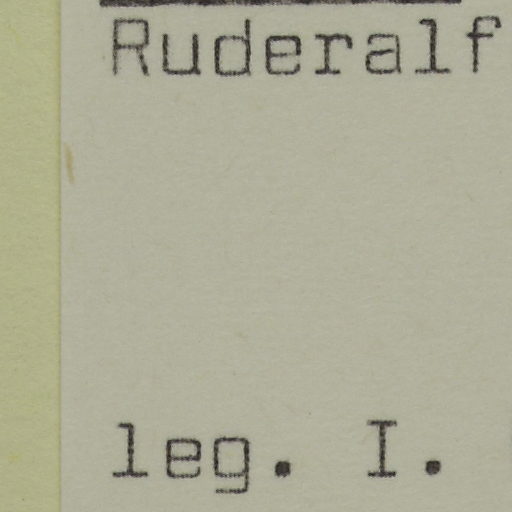 Ruderalf
leg. I.